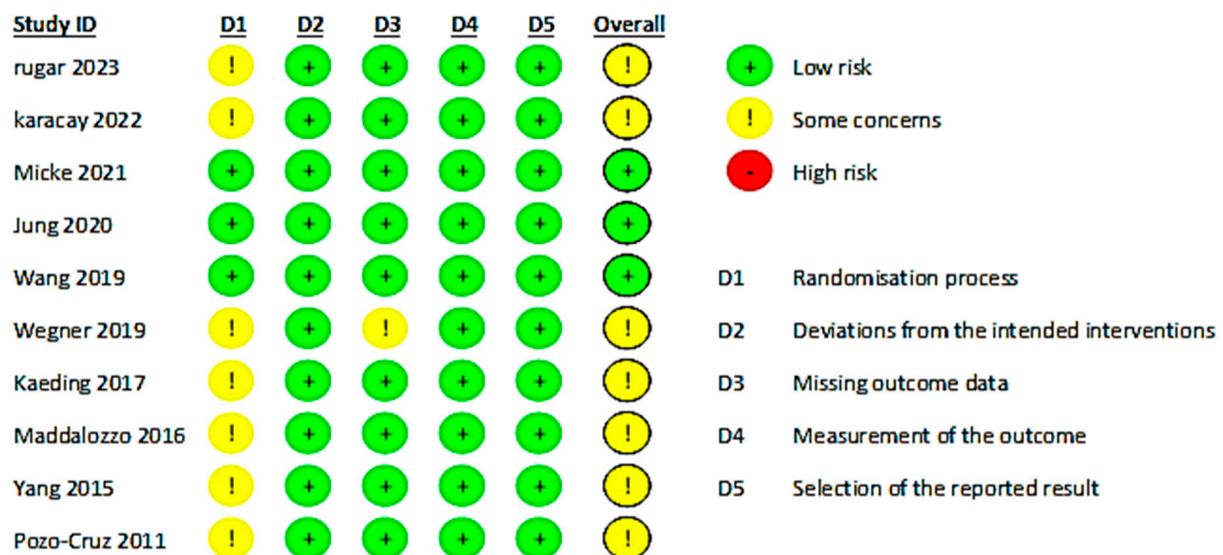 Study ID D1 D2 D3 D4 D5 Overall
rugar 2023 ! + + + + !
karacay 2022 ! + + + + !
Micke 2021 + + + + + +
Jung 2020 + + + + + +
Wang 2019 + + + + + +
Wegner 2019 ! + ! + + !
Kaeding 2017 ! + + + + !
Maddalozzo 2016 ! + + + + !
Yang 2015 ! + + + + !
Pozo-Cruz 2011 ! + + + + !
+ Low risk
! Some concerns
- High risk
D1 Randomisation process
D2 Deviations from the intended interventions
D3 Missing outcome data
D4 Measurement of the outcome
D5 Selection of the reported result